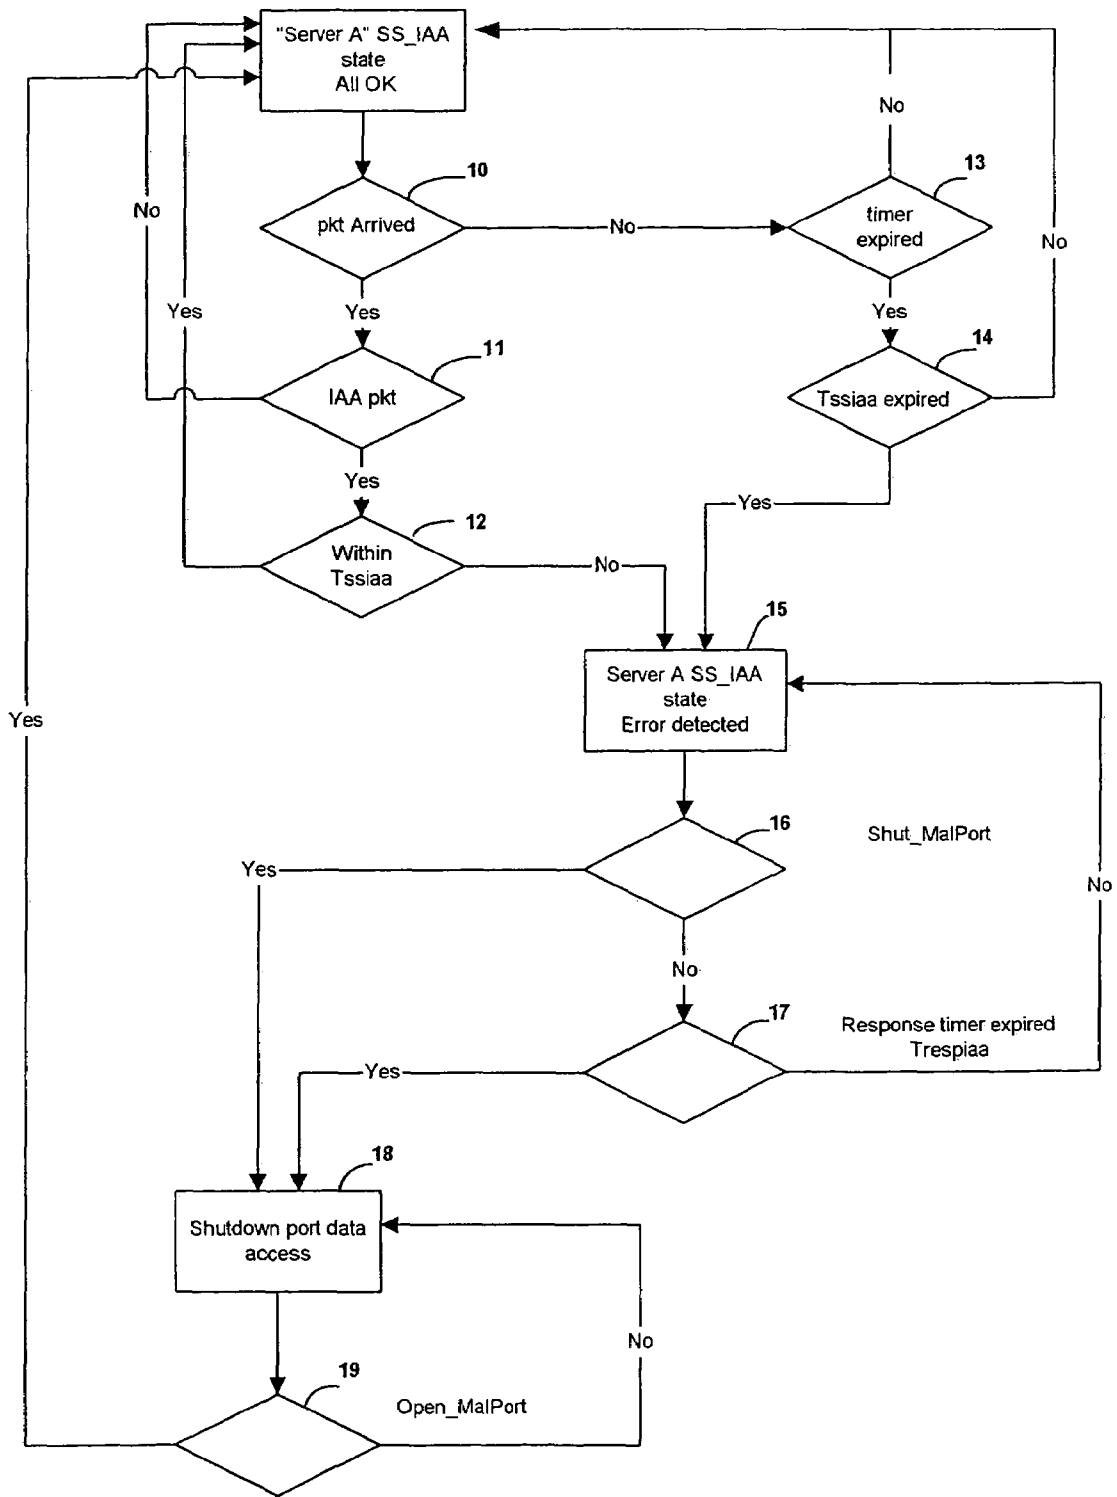 "Server A" SS_IAA
state
All OK
No
10
13
pkt Arrived
No
timer
expired
No
No
Yes
Yes
Yes
11
14
IAA pkt
Tssiaa expired
Yes
Yes
12
Within
Tssiaa
No
15
Server A SS_IAA
state
Error detected
Yes
16
Shut_MalPort
Yes
No
No
17
Response timer expired
Trespiaa
Yes
18
Shutdown port data
access
No
19
Open_MalPort